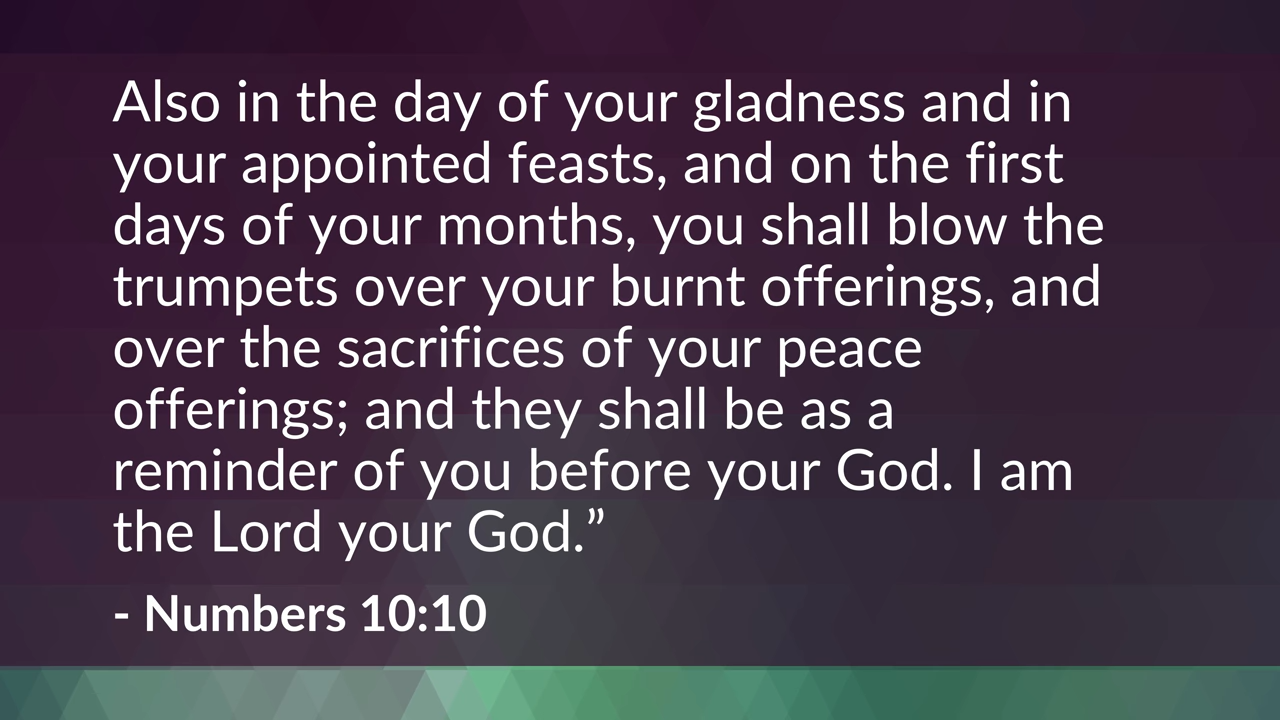 Also in the day of your gladness and in
your appointed feasts, and on the first
days of your months, you shall blow the
trumpets over your burnt offerings, and
over the sacrifices of your peace
offerings; and they shall be as a
reminder of you before your God. I am
the Lord your God.”
- Numbers 10:10